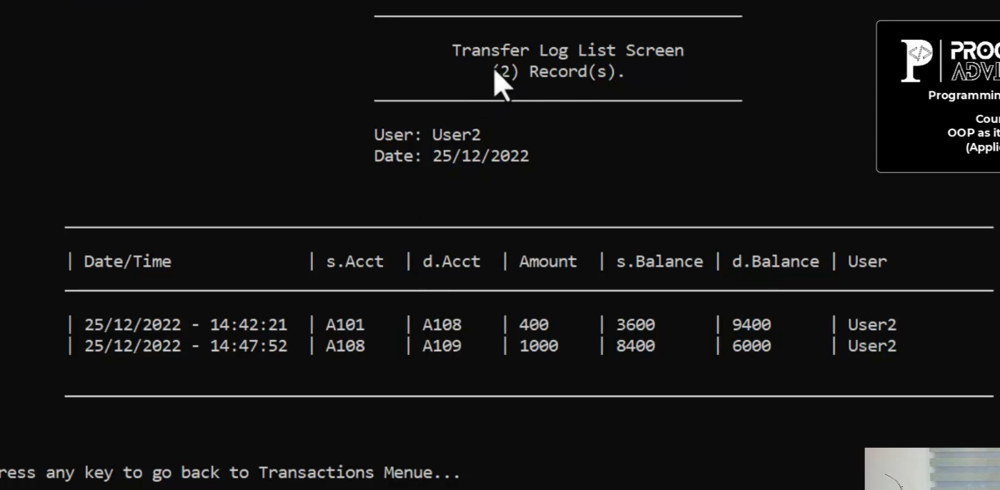 Transfer Log List Screen
(2) Record(s).
User: User2
Date: 25/12/2022
| Date/Time | s.Acct | d.Acct | Amount | s.Balance | d.Balance | User
| 25/12/2022 - 14:42:21 | A101 | A108 | 400 | 3600 | 9400 | User2
| 25/12/2022 - 14:47:52 | A108 | A109 | 1000 | 8400 | 6000 | User2
ress any key to go back to Transactions Menue...
P
PROG
ADVI
Programmin
Cour
OOP as it
(Appli